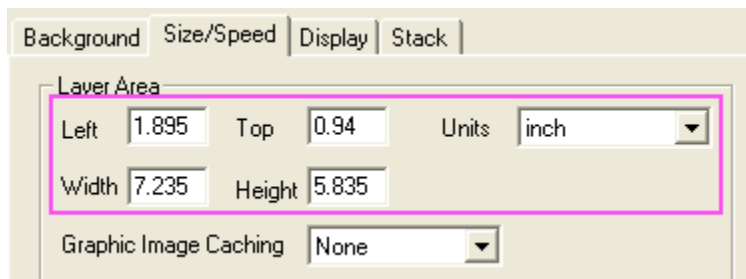 Background Size/Speed Display Stack
Layer Area
Left 1.895 Top 0.94 Units inch
Width 7.235 Height 5.835
Graphic Image Caching None